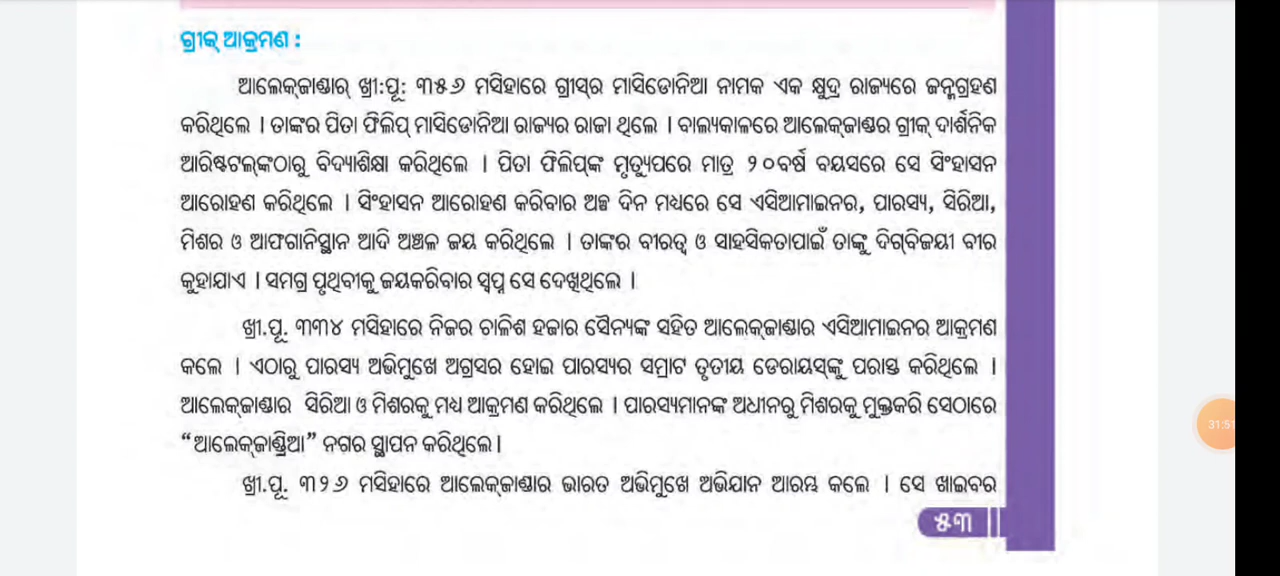 ଗ୍ରୀକ୍ ଆକ୍ରମଣ :
ଆଲେକ୍‌ଜାଣ୍ଡାର୍ ଖ୍ରୀ:ପୂ: ୩୫୬ ମସିହାରେ ଗ୍ରୀସ୍‌ର ମାସିଡୋନିଆ ନାମକ ଏକ କ୍ଷୁଦ୍ର ରାଜ୍ୟରେ ଜନ୍ମଗ୍ରହଣ
କରିଥିଲେ । ତାଙ୍କର ପିତା ଫିଲିପ୍ ମାସିଡୋନିଆ ରାଜ୍ୟର ରାଜା ଥିଲେ । ବାଲ୍ୟକାଳରେ ଆଲେକ୍‌ଜାଣ୍ଡର ଗ୍ରୀକ୍ ଦାର୍ଶନିକ
ଆରିଷ୍ଟଟଲ୍‌ଙ୍କଠାରୁ ବିଦ୍ୟାଶିକ୍ଷା କରିଥିଲେ । ପିତା ଫିଲିପ୍‌ଙ୍କ ମୃତ୍ୟୁପରେ ମାତ୍ର ୨୦ବର୍ଷ ବୟସରେ ସେ ସିଂହାସନ
ଆରୋହଣ କରିଥିଲେ । ସିଂହାସନ ଆରୋହଣ କରିବାର ଅଳ୍ପ ଦିନ ମଧ୍ୟରେ ସେ ଏସିଆମାଇନର, ପାରସ୍ୟ, ସିରିଆ,
ମିଶର ଓ ଆଫଗାନିସ୍ଥାନ ଆଦି ଅଞ୍ଚଳ ଜୟ କରିଥିଲେ । ତାଙ୍କର ବୀରତ୍ୱ ଓ ସାହସିକତାପାଇଁ ତାଙ୍କୁ ଦିଗ୍‌ବିଜୟୀ ବୀର
କୁହାଯାଏ । ସମଗ୍ର ପୃଥିବୀକୁ ଜୟକରିବାର ସ୍ୱପ୍ନ ସେ ଦେଖିଥିଲେ ।
ଖ୍ରୀ.ପୂ. ୩୩୪ ମସିହାରେ ନିଜର ଚାଳିଶ ହଜାର ସୈନ୍ୟଙ୍କ ସହିତ ଆଲେକ୍‌ଜାଣ୍ଡାର ଏସିଆମାଇନର ଆକ୍ରମଣ
କଲେ । ଏଠାରୁ ପାରସ୍ୟ ଅଭିମୁଖେ ଅଗ୍ରସର ହୋଇ ପାରସ୍ୟର ସମ୍ରାଟ ତୃତୀୟ ଡେରାୟସ୍‌ଙ୍କୁ ପରାସ୍ତ କରିଥିଲେ ।
ଆଲେକ୍‌ଜାଣ୍ଡାର ସିରିଆ ଓ ମିଶରକୁ ମଧ୍ୟ ଆକ୍ରମଣ କରିଥିଲେ । ପାରସ୍ୟମାନଙ୍କ ଅଧୀନରୁ ମିଶରକୁ ମୁକ୍ତକରି ସେଠାରେ
“ଆଲେକ୍‌ଜାଣ୍ଡ୍ରିଆ” ନଗର ସ୍ଥାପନ କରିଥିଲେ ।
ଖ୍ରୀ.ପୂ. ୩୨୬ ମସିହାରେ ଆଲେକ୍‌ଜାଣ୍ଡାର ଭାରତ ଅଭିମୁଖେ ଅଭିଯାନ ଆରମ୍ଭ କଲେ । ସେ ଖାଇବର
୫୩
31:51